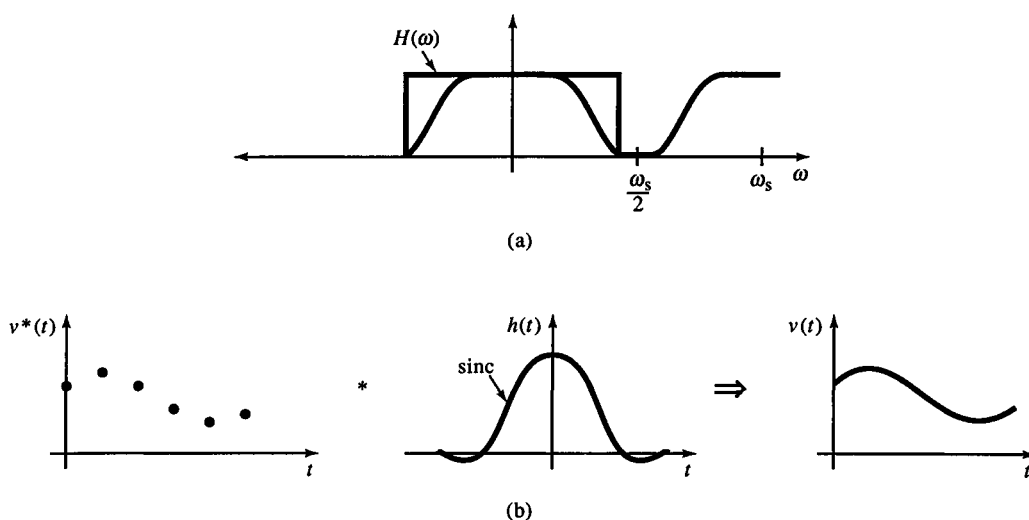 H(ω)
ω_s/2
ω_s
ω
(a)
v*(t)
t
*
h(t)
sinc
t
⇒
v(t)
t
(b)